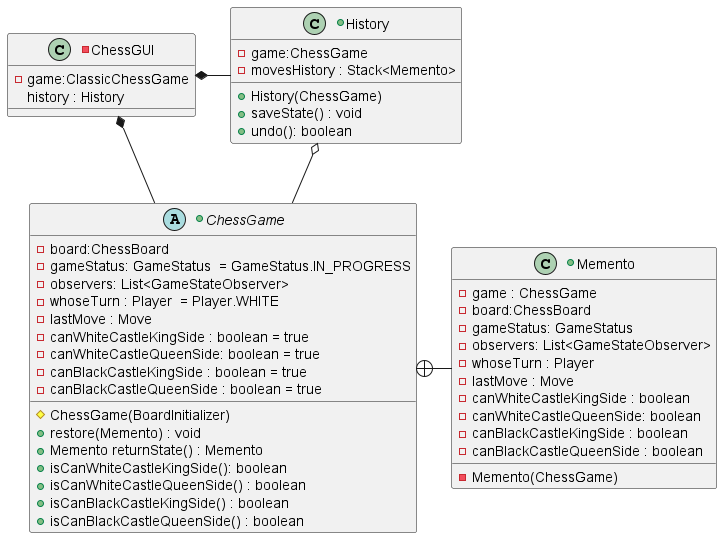 C ChessGUI
game:ClassicChessGame
history : History
C History
game:ChessGame
movesHistory : Stack<Memento>
History(ChessGame)
saveState() : void
undo(): boolean
A ChessGame
board:ChessBoard
gameStatus: GameStatus = GameStatus.IN_PROGRESS
observers: List<GameStateObserver>
whoseTurn : Player = Player.WHITE
lastMove : Move
canWhiteCastleKingSide : boolean = true
canWhiteCastleQueenSide: boolean = true
canBlackCastleKingSide : boolean = true
canBlackCastleQueenSide : boolean = true
ChessGame(BoardInitializer)
restore(Memento) : void
Memento returnState() : Memento
isCanWhiteCastleKingSide(): boolean
isCanWhiteCastleQueenSide() : boolean
isCanBlackCastleKingSide() : boolean
isCanBlackCastleQueenSide() : boolean
C Memento
game : ChessGame
board:ChessBoard
gameStatus: GameStatus
observers: List<GameStateObserver>
whoseTurn : Player
lastMove : Move
canWhiteCastleKingSide : boolean
canWhiteCastleQueenSide: boolean
canBlackCastleKingSide : boolean
canBlackCastleQueenSide : boolean
Memento(ChessGame)